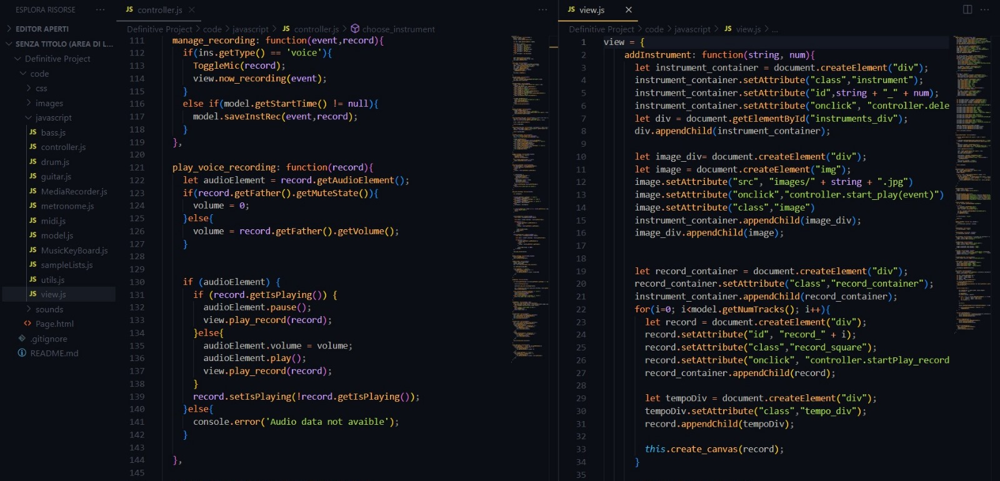 ESPLORA RISORSE ···
EDITOR APERTI
SENZA TITOLO (AREA DI L...
Definitive Project
code
css
images
javascript
JS bass.js
JS controller.js
JS drum.js
JS guitar.js
JS MediaRecorder.js
JS metronome.js
JS midi.js
JS model.js
JS MusicKeyBoard.js
JS sampleLists.js
JS utils.js
JS view.js
sounds
<> Page.html
.gitignore
README.md
JS controller.js ×
···
Definitive Project > code > javascript > JS controller.js > choose_instrument
111 manage_recording: function(event,record){
112 if(ins.getType() == 'voice'){
113 ToggleMic(record);
114 view.now_recording(event);
115 }
116 else if(model.getStartTime() != null){
117 model.saveInstRec(event,record);
118 }
119 },
120
121 play_voice_recording: function(record){
122 let audioElement = record.getAudioElement();
123 if(record.getFather().getMuteState()){
124 volume = 0;
125 }else{
126 volume = record.getFather().getVolume();
127 }
128
129
130 if (audioElement) {
131 if (record.getIsPlaying()) {
132 audioElement.pause();
133 view.play_record(record);
134 }else{
135 audioElement.volume = volume;
136 audioElement.play();
137 view.play_record(record);
138 }
139 record.setIsPlaying(!record.getIsPlaying());
140 }else{
141 console.error('Audio data not avaible');
142 }
143
144 },
145
JS view.js ×
···
Definitive Project > code > javascript > JS view.js > ...
1 view = {
2 addInstrument: function(string, num){
3 let instrument_container = document.createElement("div");
4 instrument_container.setAttribute("class","instrument");
5 instrument_container.setAttribute("id",string + "_" + num);
6 instrument_container.setAttribute("onclick", "controller.dele
7 let div = document.getElementById("instruments_div");
8 div.appendChild(instrument_container);
9
10 let image_div= document.createElement("div");
11 let image = document.createElement("img");
12 image.setAttribute("src", "images/" + string + ".jpg")
13 image.setAttribute("onclick","controller.start_play(event)")
14 image.setAttribute("class","image")
15 instrument_container.appendChild(image_div);
16 image_div.appendChild(image);
17
18
19 let record_container = document.createElement("div");
20 record_container.setAttribute("class","record_container");
21 instrument_container.appendChild(record_container);
22 for(i=0; i<model.getNumTracks(); i++){
23 let record = document.createElement("div");
24 record.setAttribute("id", "record_" + i);
25 record.setAttribute("class","record_square");
26 record.setAttribute("onclick", "controller.startPlay_record
27 record_container.appendChild(record);
28
29 let tempoDiv = document.createElement("div");
30 tempoDiv.setAttribute("class","tempo_div");
31 record.appendChild(tempoDiv);
32
33 this.create_canvas(record);
34 }
35